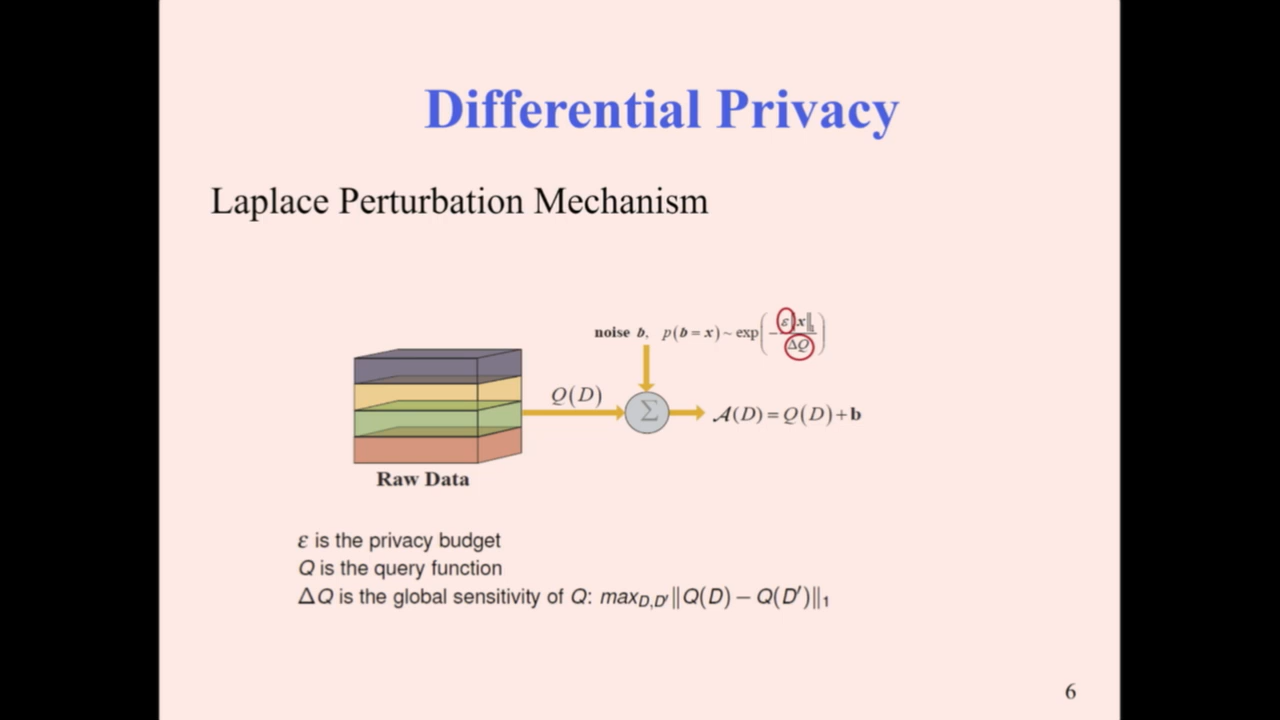 Differential Privacy
Laplace Perturbation Mechanism
noise b, p(b = x) ~ exp(−ε‖x‖₁/ΔQ)
Q(D)
Σ
𝒜(D) = Q(D) + b
Raw Data
ε is the privacy budget
Q is the query function
ΔQ is the global sensitivity of Q: max_{D,D′}‖Q(D) − Q(D′)‖₁
6